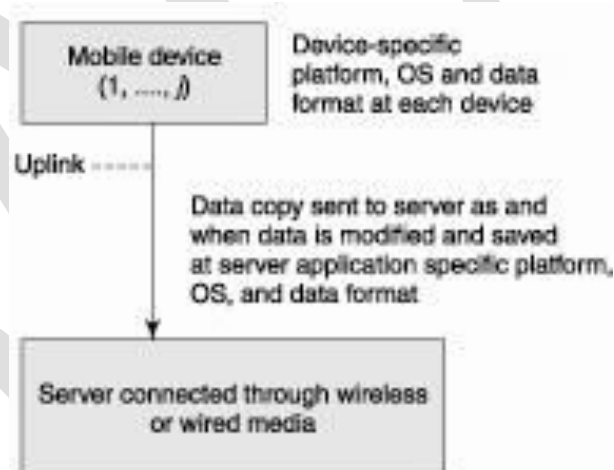 Mobile device
(1, ...., j)
Device-specific
platform, OS and data
format at each device
Uplink
Data copy sent to server as and
when data is modified and saved
at server application specific platform,
OS, and data format
Server connected through wireless
or wired media